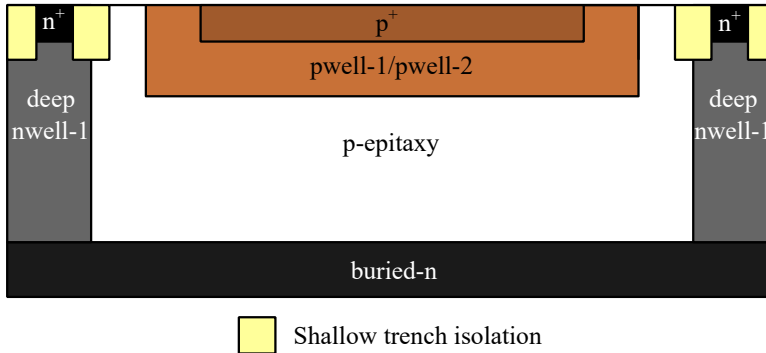 n+
p+
n+
pwell-1/pwell-2
deep
nwell-1
deep
nwell-1
p-epitaxy
buried-n
Shallow trench isolation